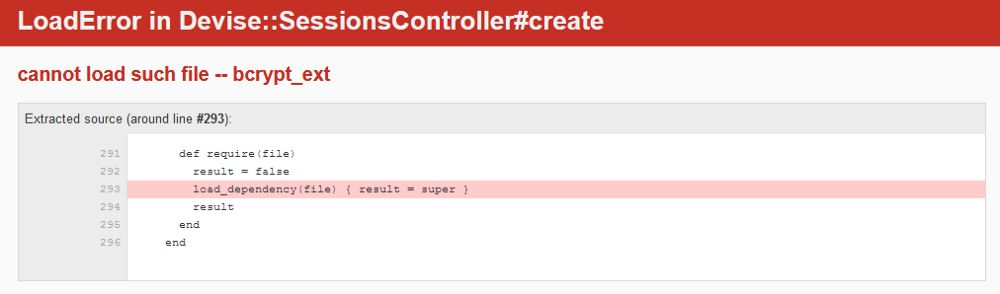 LoadError in Devise::SessionsController#create
cannot load such file -- bcrypt_ext
Extracted source (around line #293):
291 def require(file)
292 result = false
293 load_dependency(file) { result = super }
294 result
295 end
296 end